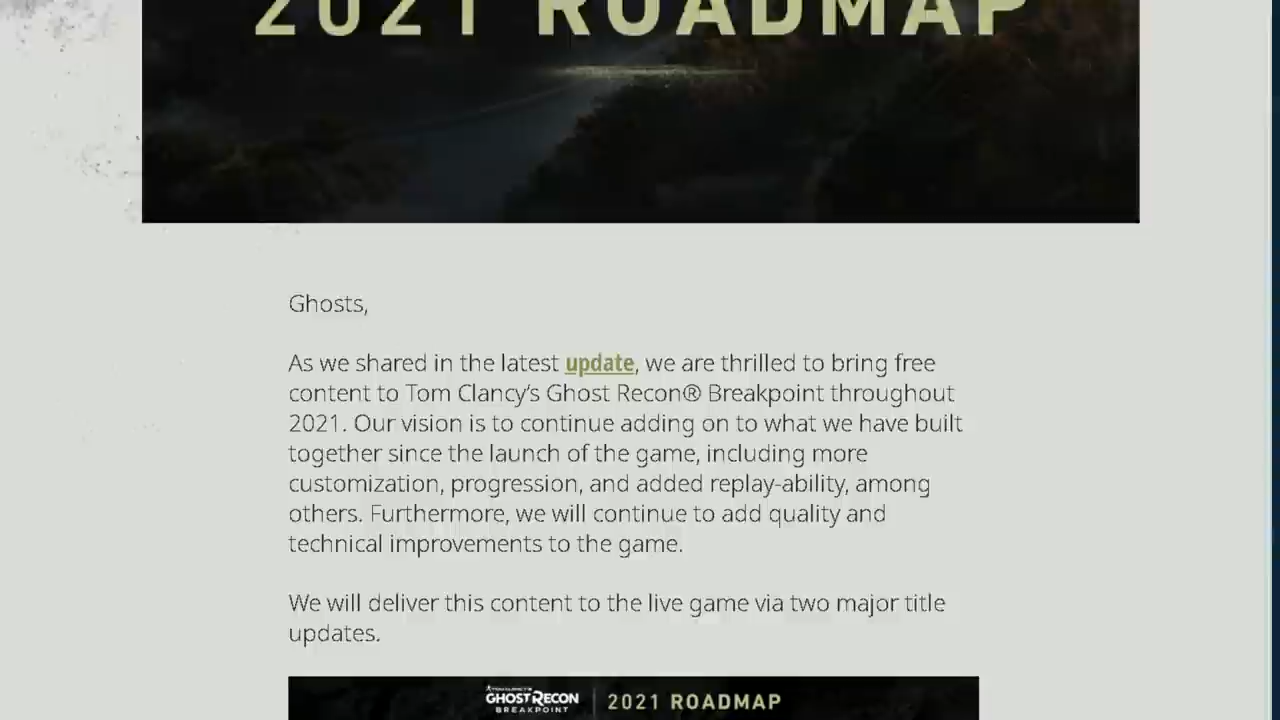 2021 ROADMAP
Ghosts,
As we shared in the latest update, we are thrilled to bring free
content to Tom Clancy's Ghost Recon® Breakpoint throughout
2021. Our vision is to continue adding on to what we have built
together since the launch of the game, including more
customization, progression, and added replay-ability, among
others. Furthermore, we will continue to add quality and
technical improvements to the game.
We will deliver this content to the live game via two major title
updates.
TOM CLANCY'S
GHOST RECON
BREAKPOINT
2021 ROADMAP